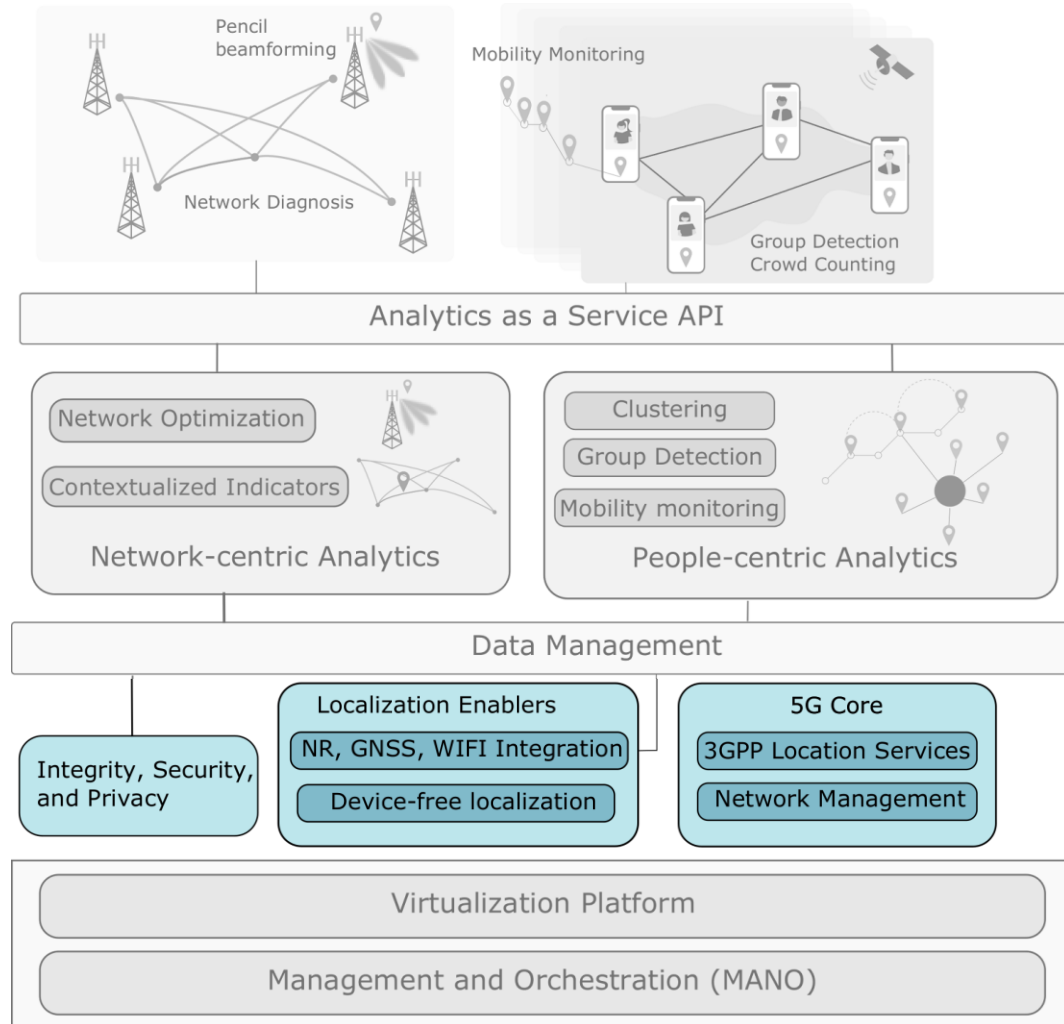 Pencil
beamforming
Network Diagnosis
Mobility Monitoring
Group Detection
Crowd Counting
Analytics as a Service API
Network Optimization
Contextualized Indicators
Network-centric Analytics
Clustering
Group Detection
Mobility monitoring
People-centric Analytics
Data Management
Integrity, Security,
and Privacy
Localization Enablers
NR, GNSS, WIFI Integration
Device-free localization
5G Core
3GPP Location Services
Network Management
Virtualization Platform
Management and Orchestration (MANO)